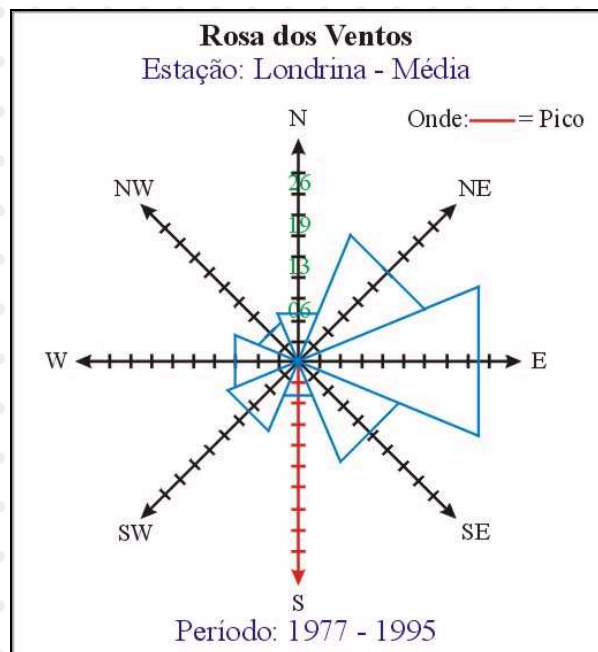 Rosa dos Ventos
Estação: Londrina - Média
Onde: = Pico
N
NW
NE
26
19
13
06
W
E
SW
SE
S
Período: 1977 - 1995